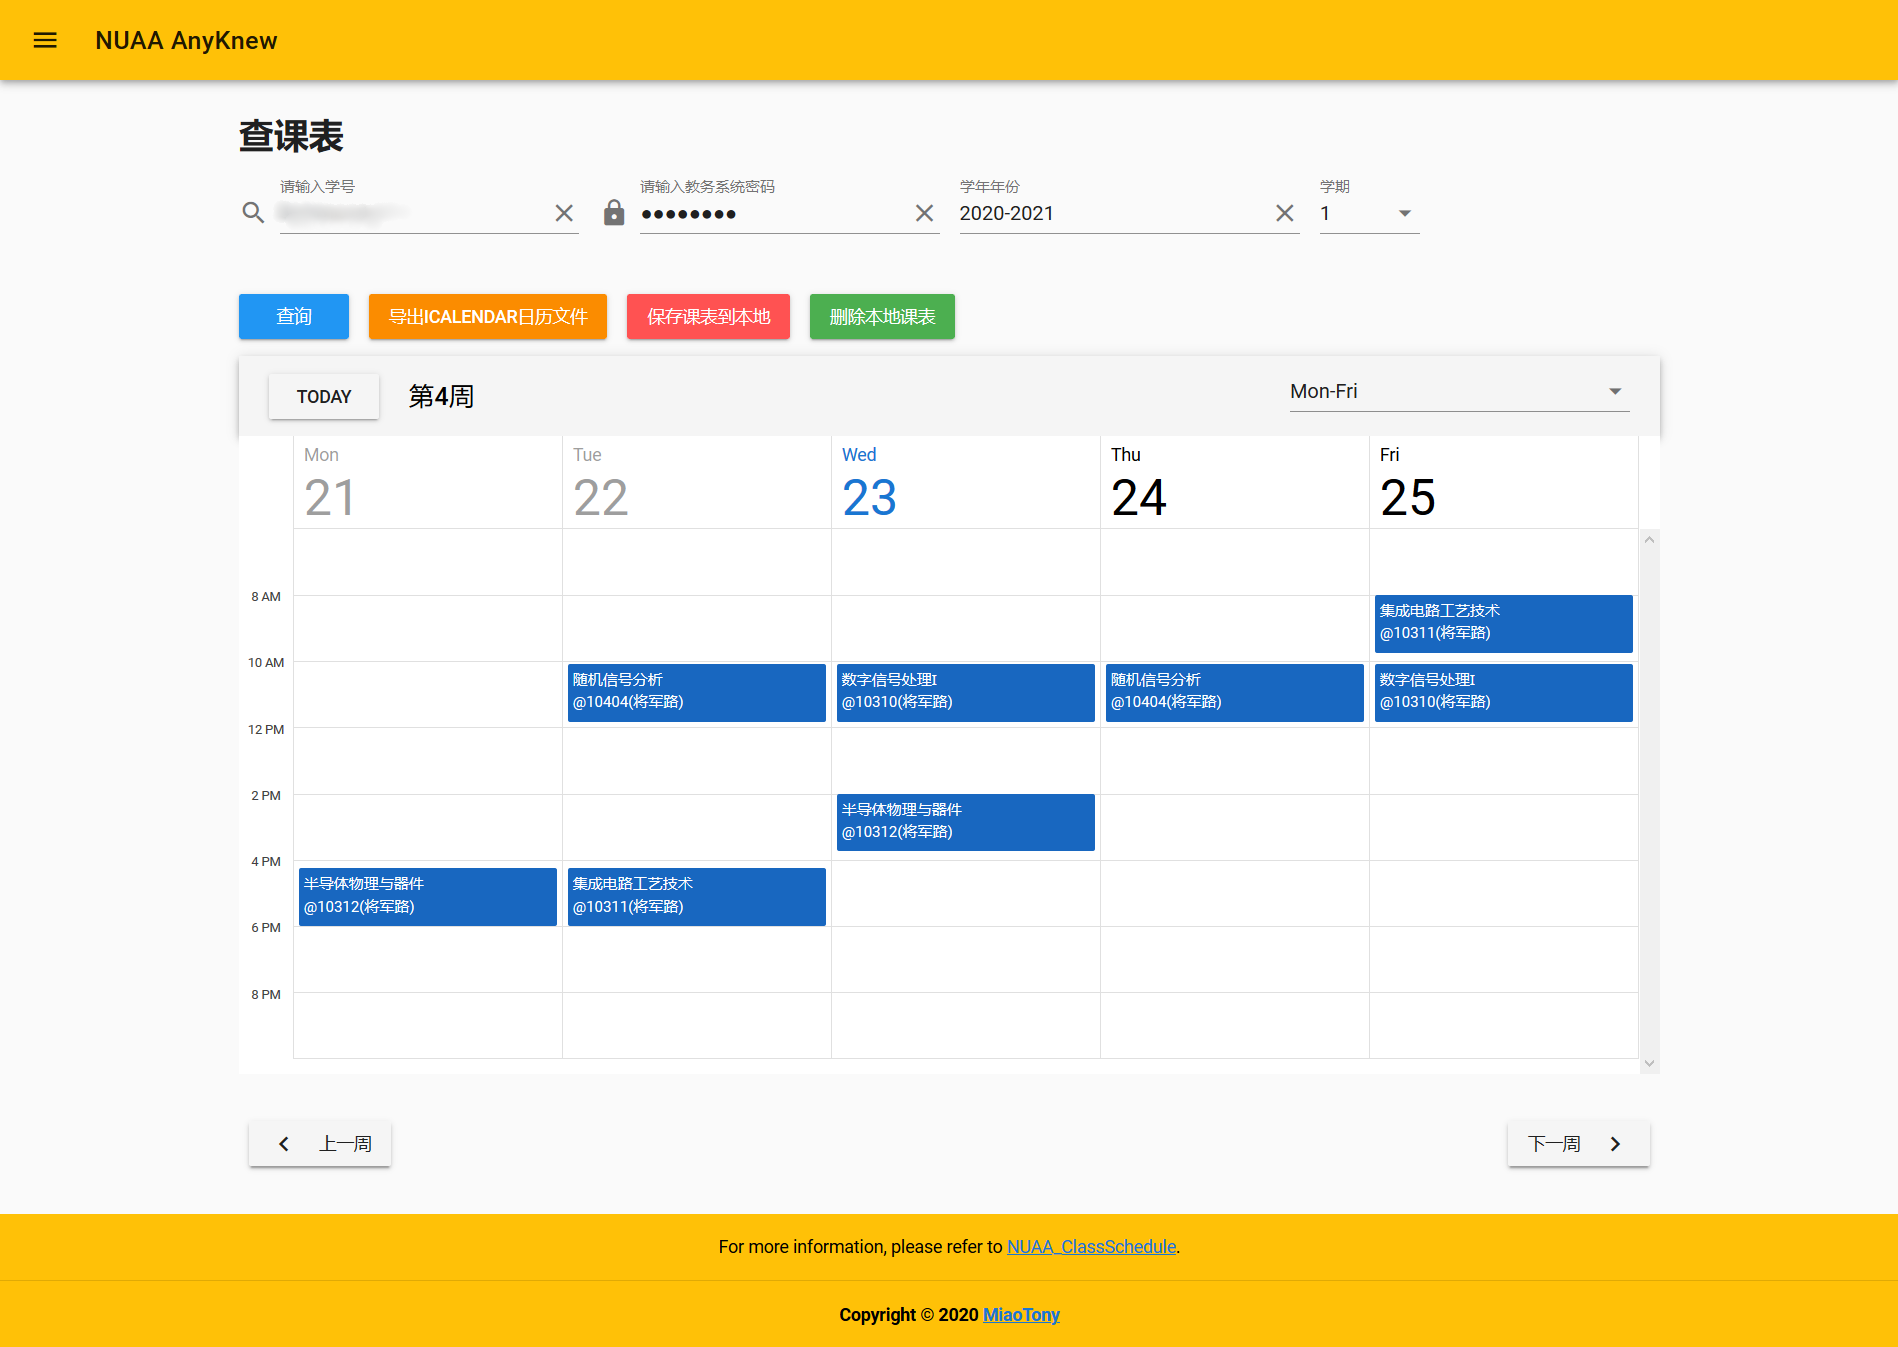 NUAA AnyKnew
查课表
请输入学号
请输入教务系统密码
学年年份
学期
2020-2021
1
查询
导出ICALENDAR日历文件
保存课表到本地
删除本地课表
TODAY
第4周
Mon-Fri
Mon
Tue
Wed
Thu
Fri
21
22
23
24
25
8 AM
集成电路工艺技术
@10311(将军路)
10 AM
随机信号分析
@10404(将军路)
数字信号处理I
@10310(将军路)
随机信号分析
@10404(将军路)
数字信号处理I
@10310(将军路)
12 PM
2 PM
半导体物理与器件
@10312(将军路)
4 PM
半导体物理与器件
@10312(将军路)
集成电路工艺技术
@10311(将军路)
6 PM
8 PM
上一周
下一周
For more information, please refer to NUAA_ClassSchedule.
Copyright © 2020 MiaoTony